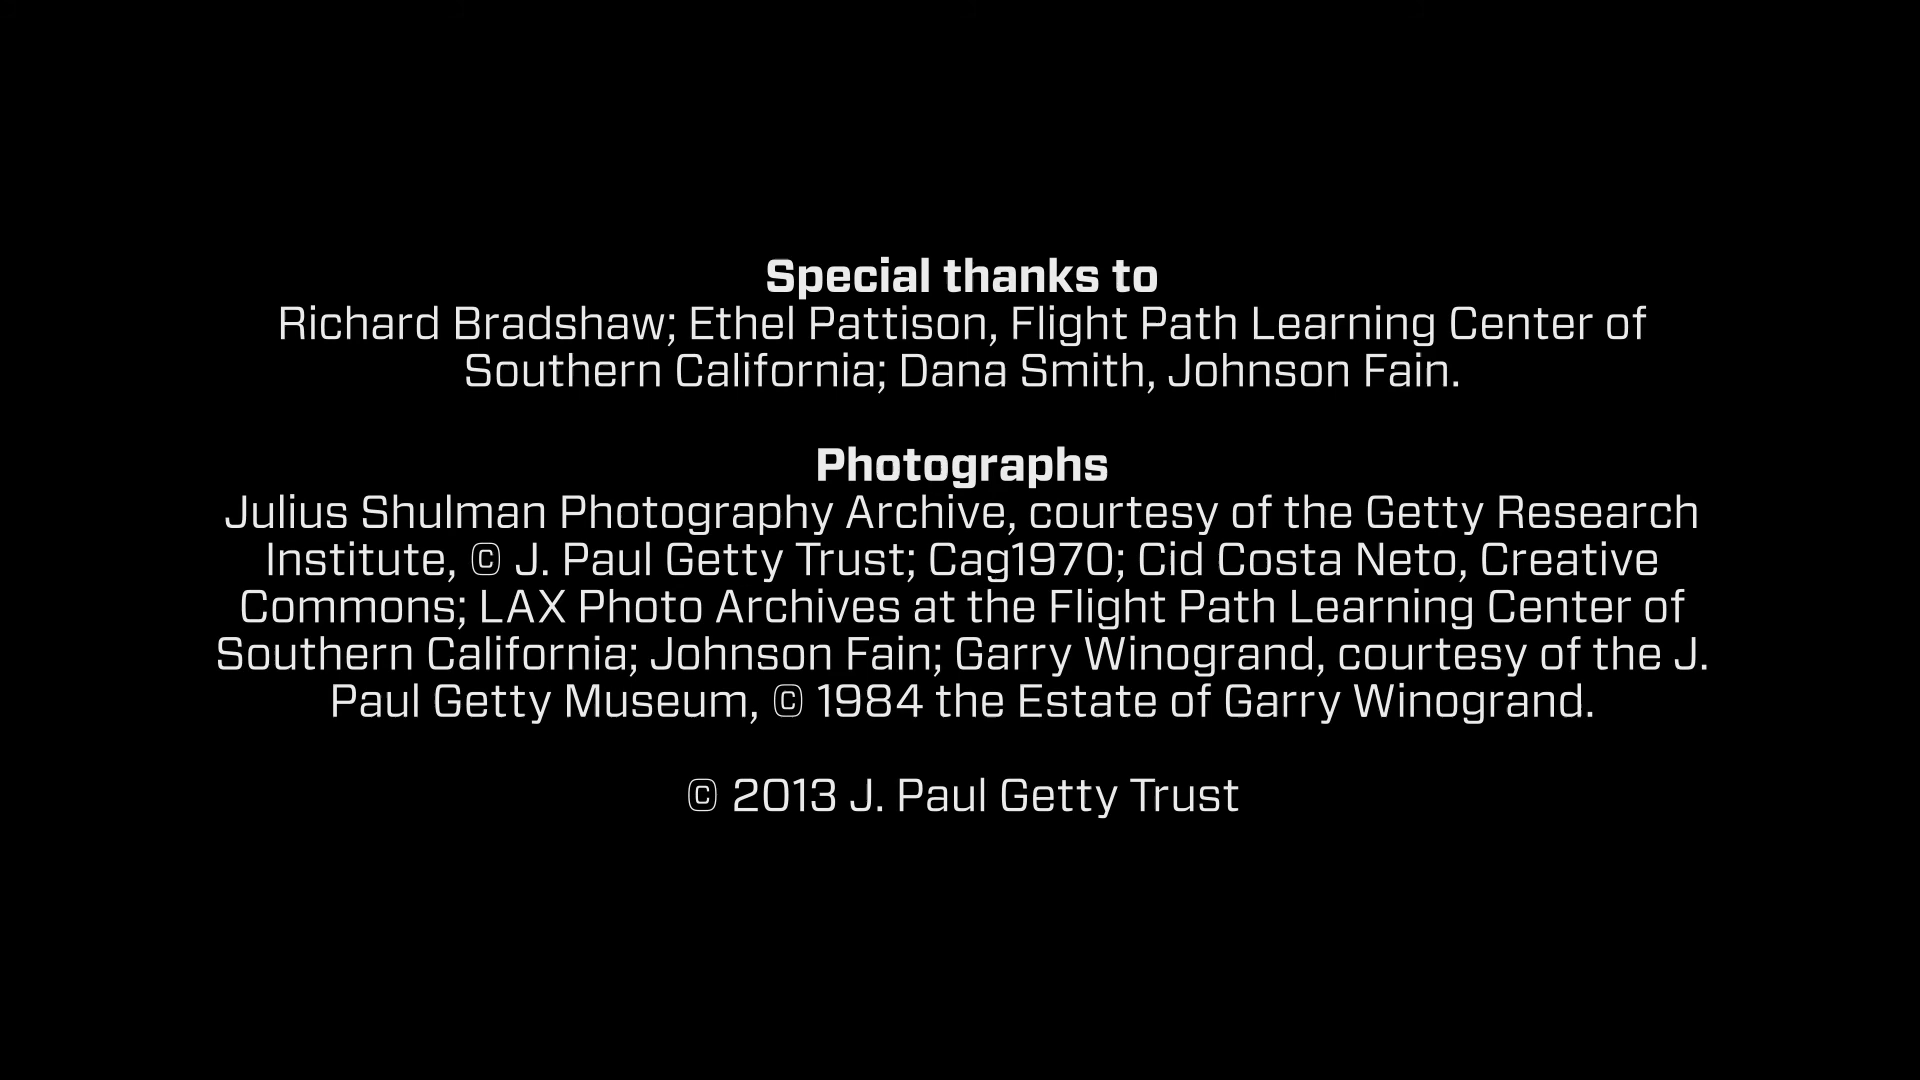 Special thanks to
Richard Bradshaw; Ethel Pattison, Flight Path Learning Center of
Southern California; Dana Smith, Johnson Fain.
Photographs
Julius Shulman Photography Archive, courtesy of the Getty Research
Institute, © J. Paul Getty Trust; Cag1970; Cid Costa Neto, Creative
Commons; LAX Photo Archives at the Flight Path Learning Center of
Southern California; Johnson Fain; Garry Winogrand, courtesy of the J.
Paul Getty Museum, © 1984 the Estate of Garry Winogrand.
© 2013 J. Paul Getty Trust